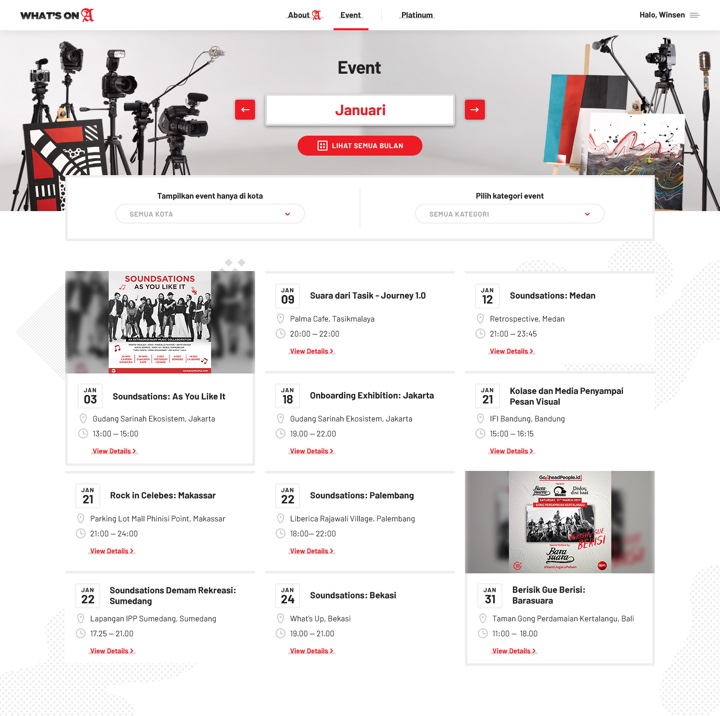 WHAT'S ON A
About A
Event
Platinum
Halo, Winsen
Event
Januari
LIHAT SEMUA BULAN
Tampilkan event hanya di kota
SEMUA KOTA
Pilih kategori event
SEMUA KATEGORI
SOUNDSATIONS
AS YOU LIKE IT
AN EXTRAORDINARY MUSIC COLLABORATION
JAN
03
Soundsations: As You Like It
Gudang Sarinah Ekosistem, Jakarta
13:00 – 15:00
View Details
JAN
09
Suara dari Tasik - Journey 1.0
Palma Cafe, Tasikmalaya
20:00 – 22:00
View Details
JAN
12
Soundsations: Medan
Retrospective, Medan
21:00 – 23:45
View Details
JAN
18
Onboarding Exhibition: Jakarta
Gudang Sarinah Ekosistem, Jakarta
19.00 – 22.00
View Details
JAN
21
Kolase dan Media Penyampai
Pesan Visual
IFI Bandung, Bandung
15:00 – 16:15
View Details
JAN
21
Rock in Celebes: Makassar
Parking Lot Mall Phinisi Point, Makassar
21:00 – 24:00
View Details
JAN
22
Soundsations: Palembang
Liberica Rajawali Village, Palembang
18:00– 22:00
View Details
GoAheadPeople.id
Barasuara
BERISIK GUE
BERISI
JAN
22
Soundsations Demam Rekreasi:
Sumedang
Lapangan IPP Sumedang, Sumedang
17.25 – 21.00
View Details
JAN
24
Soundsations: Bekasi
What's Up, Bekasi
19.00 – 21.00
View Details
JAN
31
Berisik Gue Berisi:
Barasuara
Taman Gong Perdamaian Kertalangu, Bali
11:00 – 18.00
View Details